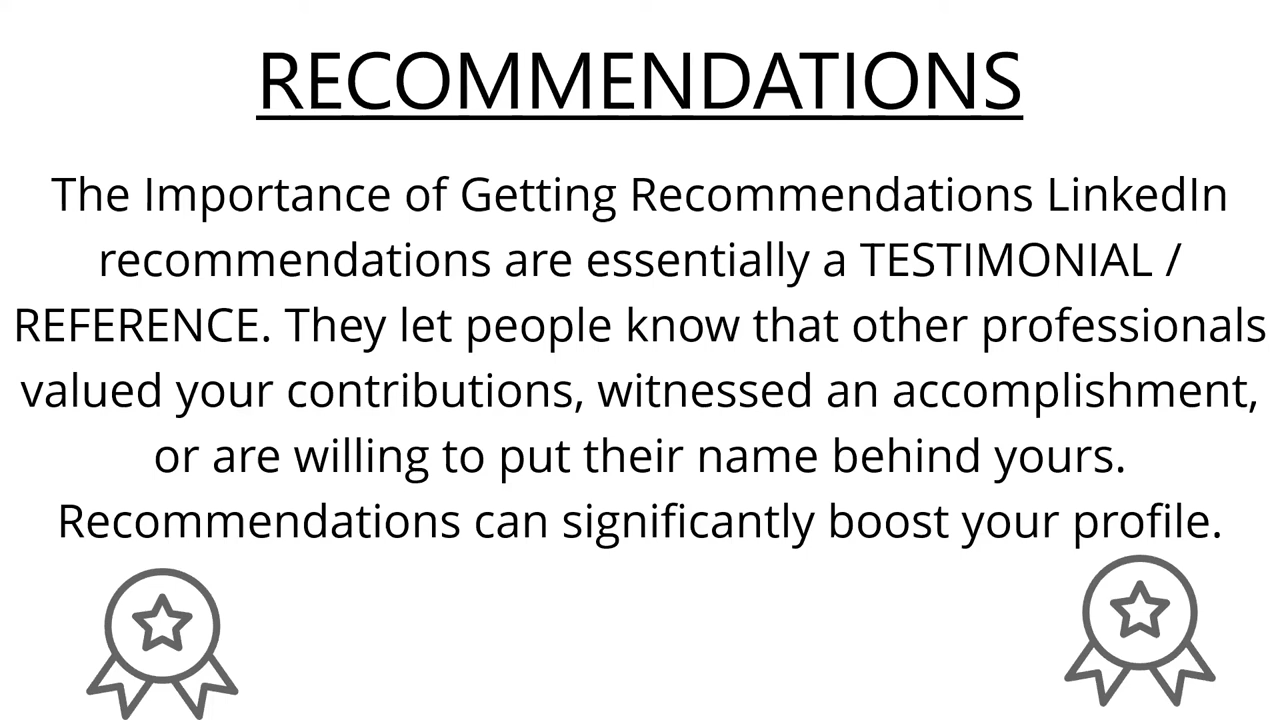 RECOMMENDATIONS
The Importance of Getting Recommendations LinkedIn
recommendations are essentially a TESTIMONIAL /
REFERENCE. They let people know that other professionals
valued your contributions, witnessed an accomplishment,
or are willing to put their name behind yours.
Recommendations can significantly boost your profile.